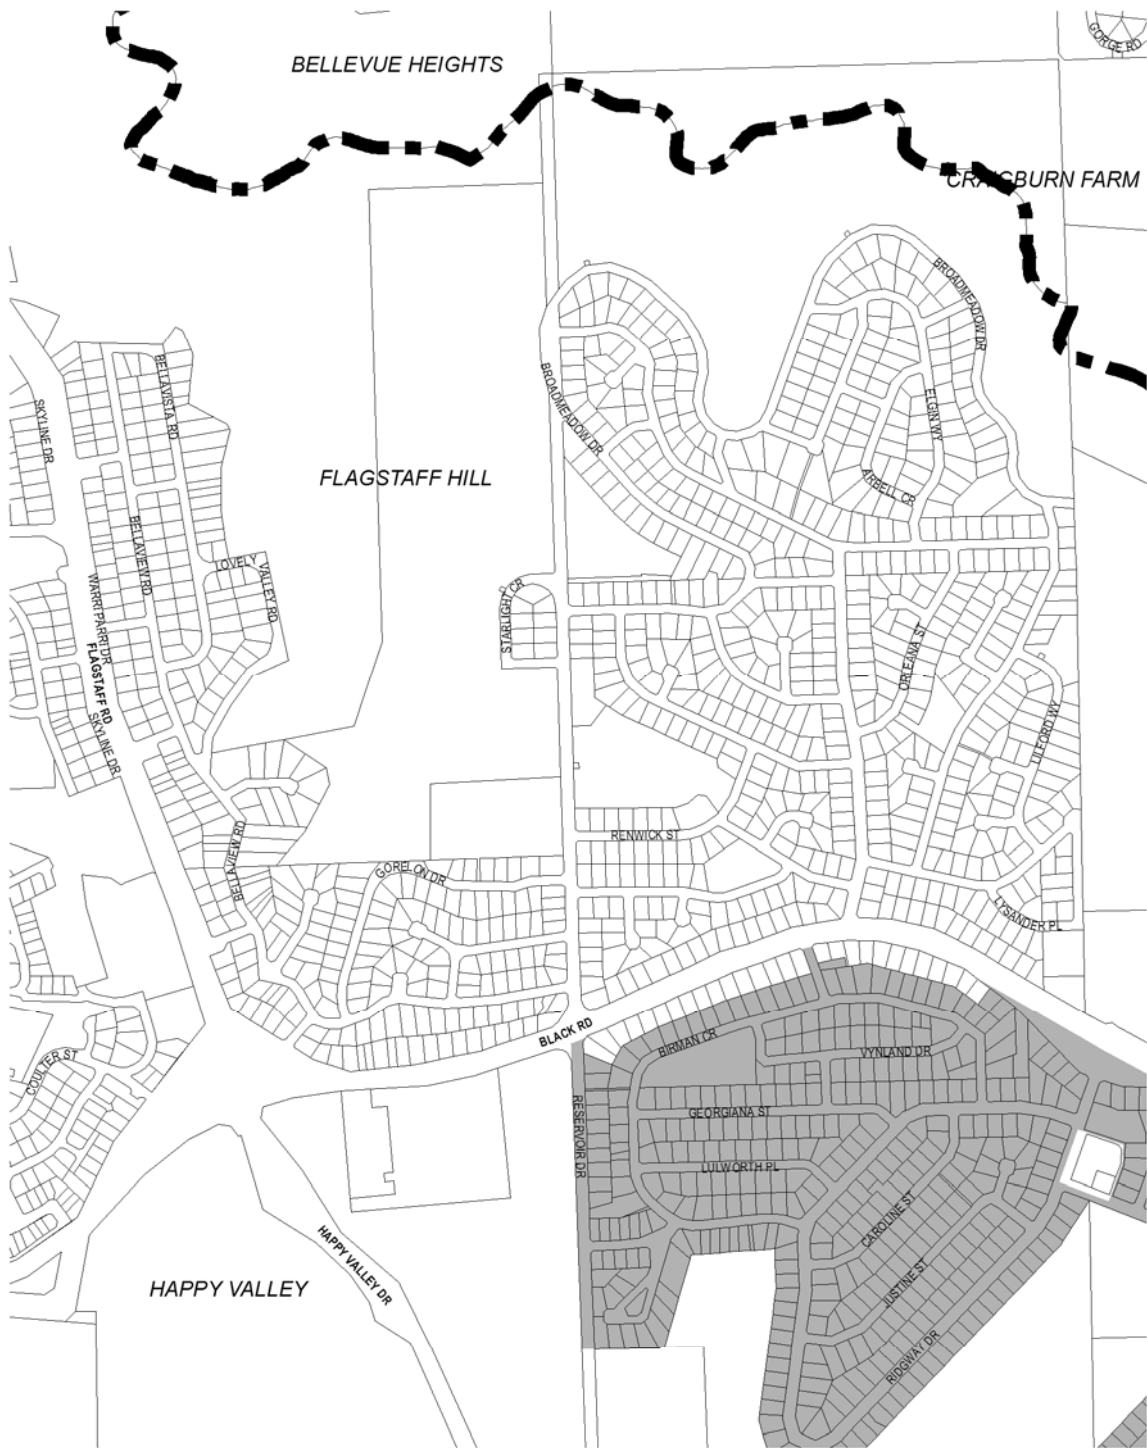 GORGE RD
BELLEVUE HEIGHTS
CRAIGBURN FARM
BROADMEADOW DR
BELLAVISTA RD
SKYLINE DR
BROADMEADOW DR
ELGIN WY
FLAGSTAFF HILL
ARBELL CR
BELLAVIEW RD
LOVELY VALLEY RD
STARLIGHT CR
WARRI PARRI DR
FLAGSTAFF RD
ORLEANA ST
SKYLINE DR
ULFORD WY
RENWICK ST
BELLAVIEW RD
GORELON DR
LYSANDER PL
BLACK RD
BIRMAN CR
VYNLAND DR
COULTER ST
GEORGIANA ST
RESERVOIR DR
LULWORTH PL
CAROLINE ST
HAPPY VALLEY DR
HAPPY VALLEY
JUSTINE ST
RIDGWAY DR